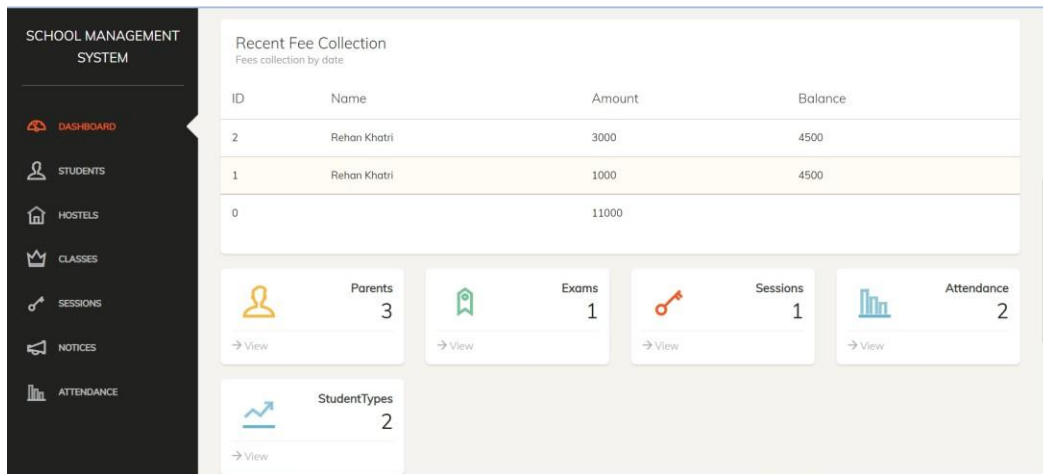 SCHOOL MANAGEMENT
SYSTEM
DASHBOARD
STUDENTS
HOSTELS
CLASSES
SESSIONS
NOTICES
ATTENDANCE
Recent Fee Collection
Fees collection by date
ID Name Amount Balance
2 Rehan Khatri 3000 4500
1 Rehan Khatri 1000 4500
0 11000
Parents
3
→ View
Exams
1
→ View
Sessions
1
→ View
Attendance
2
→ View
StudentTypes
2
→ View